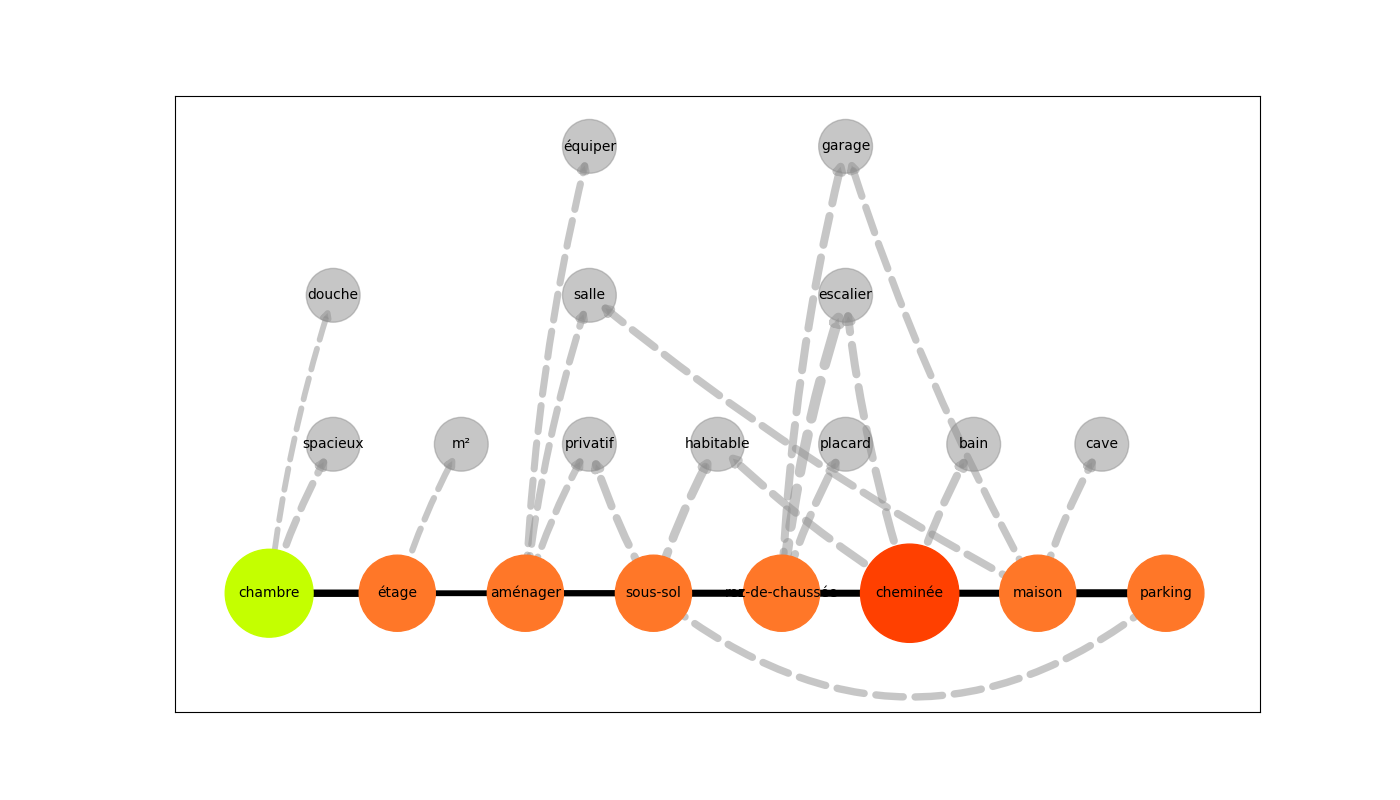 équiper garage
douche salle escalier
spacieux m² privatif habitable placard bain cave
chambre étage aménager sous-sol rez-de-chaussée cheminée maison parking